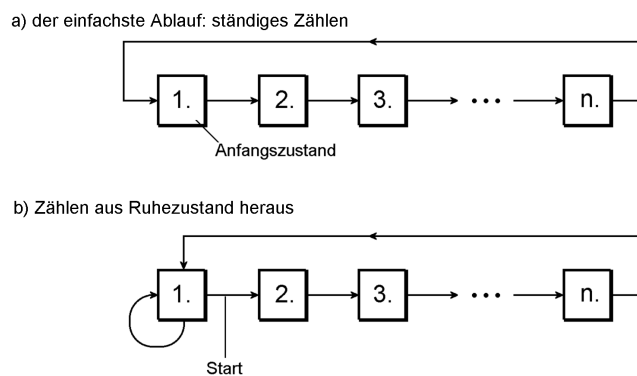 a) der einfachste Ablauf: ständiges Zählen
1. 2. 3. ••• n.
Anfangszustand
b) Zählen aus Ruhezustand heraus
1. 2. 3. ••• n.
Start